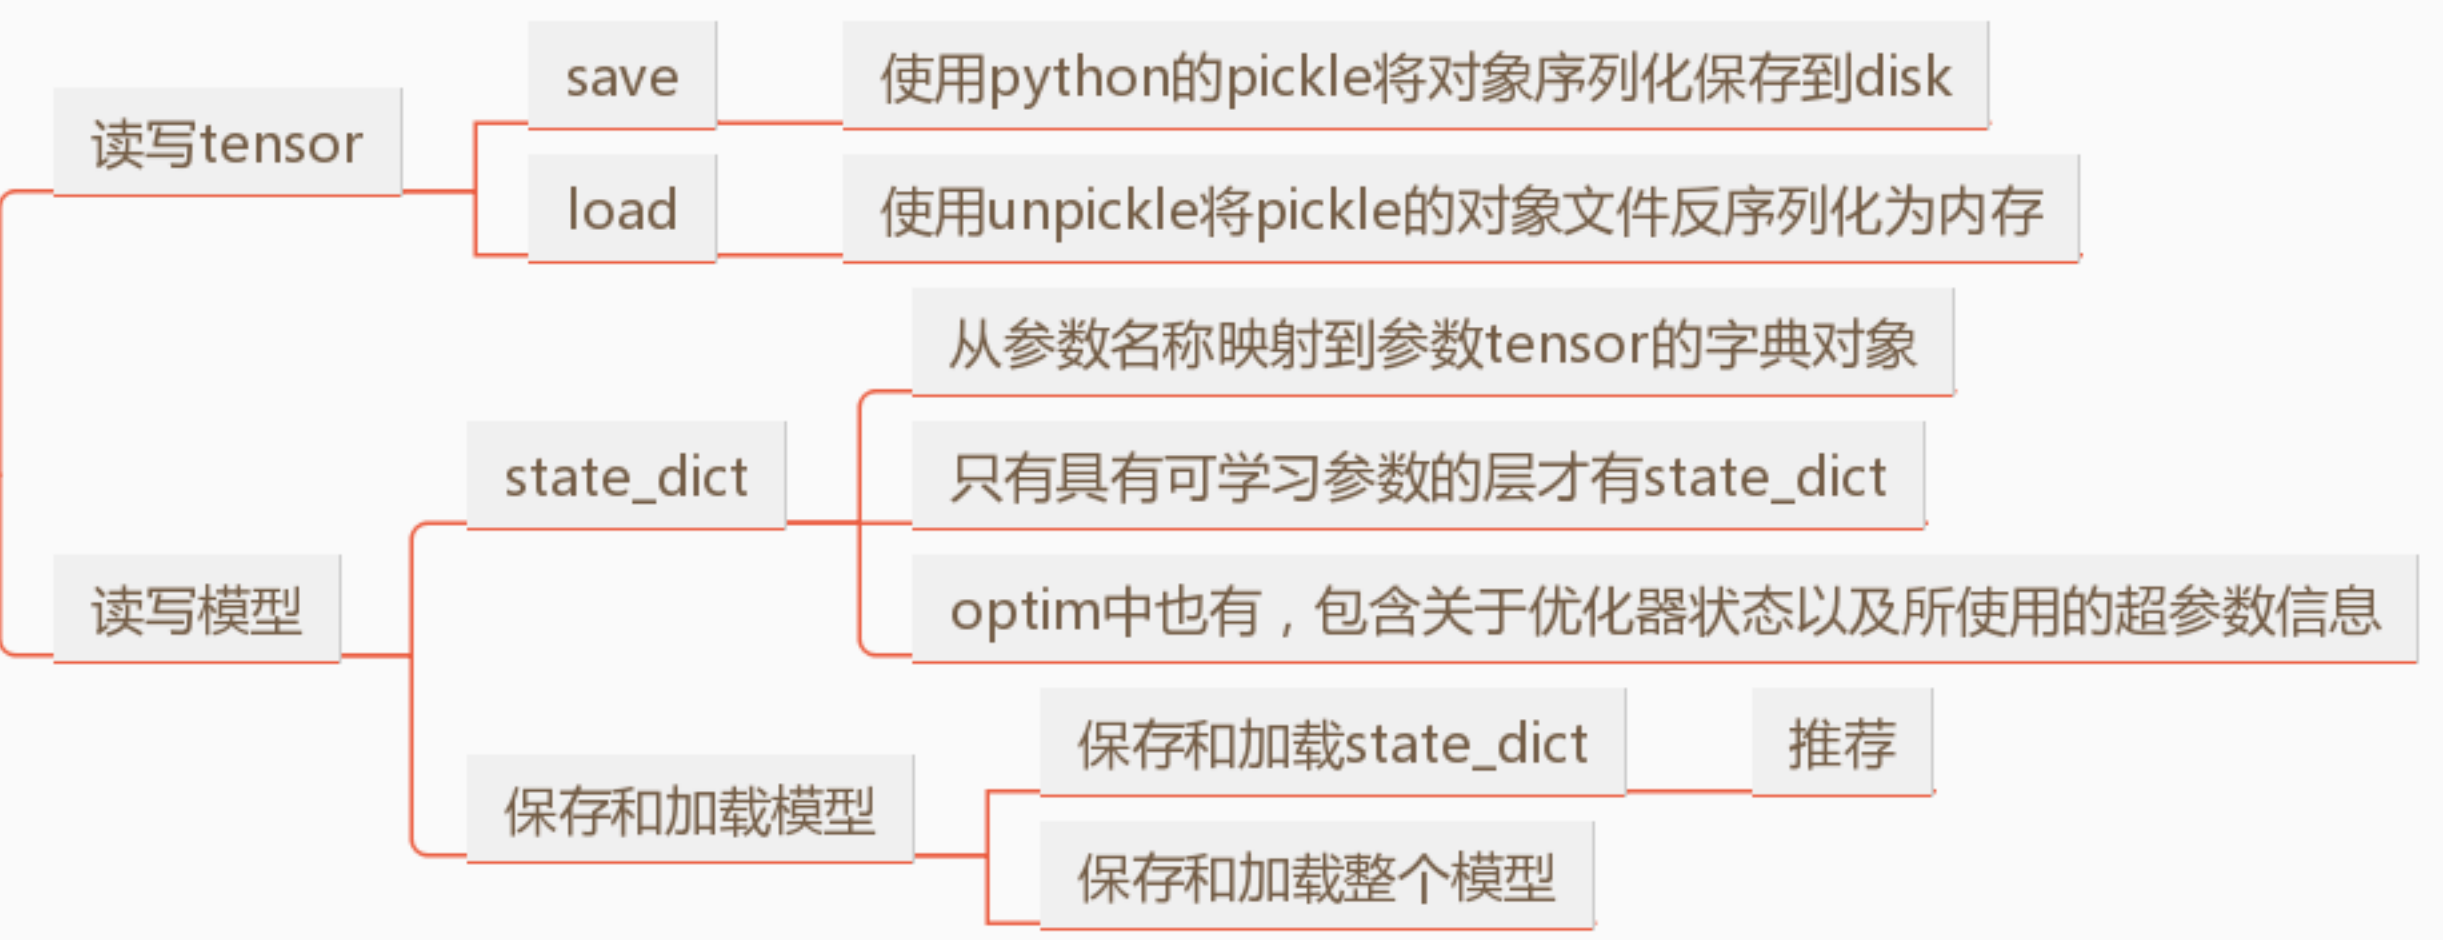 读写tensor
save
使用python的pickle将对象序列化保存到disk
load
使用unpickle将pickle的对象文件反序列化为内存
读写模型
state_dict
从参数名称映射到参数tensor的字典对象
只有具有可学习参数的层才有state_dict
optim中也有，包含关于优化器状态以及所使用的超参数信息
保存和加载模型
保存和加载state_dict
推荐
保存和加载整个模型